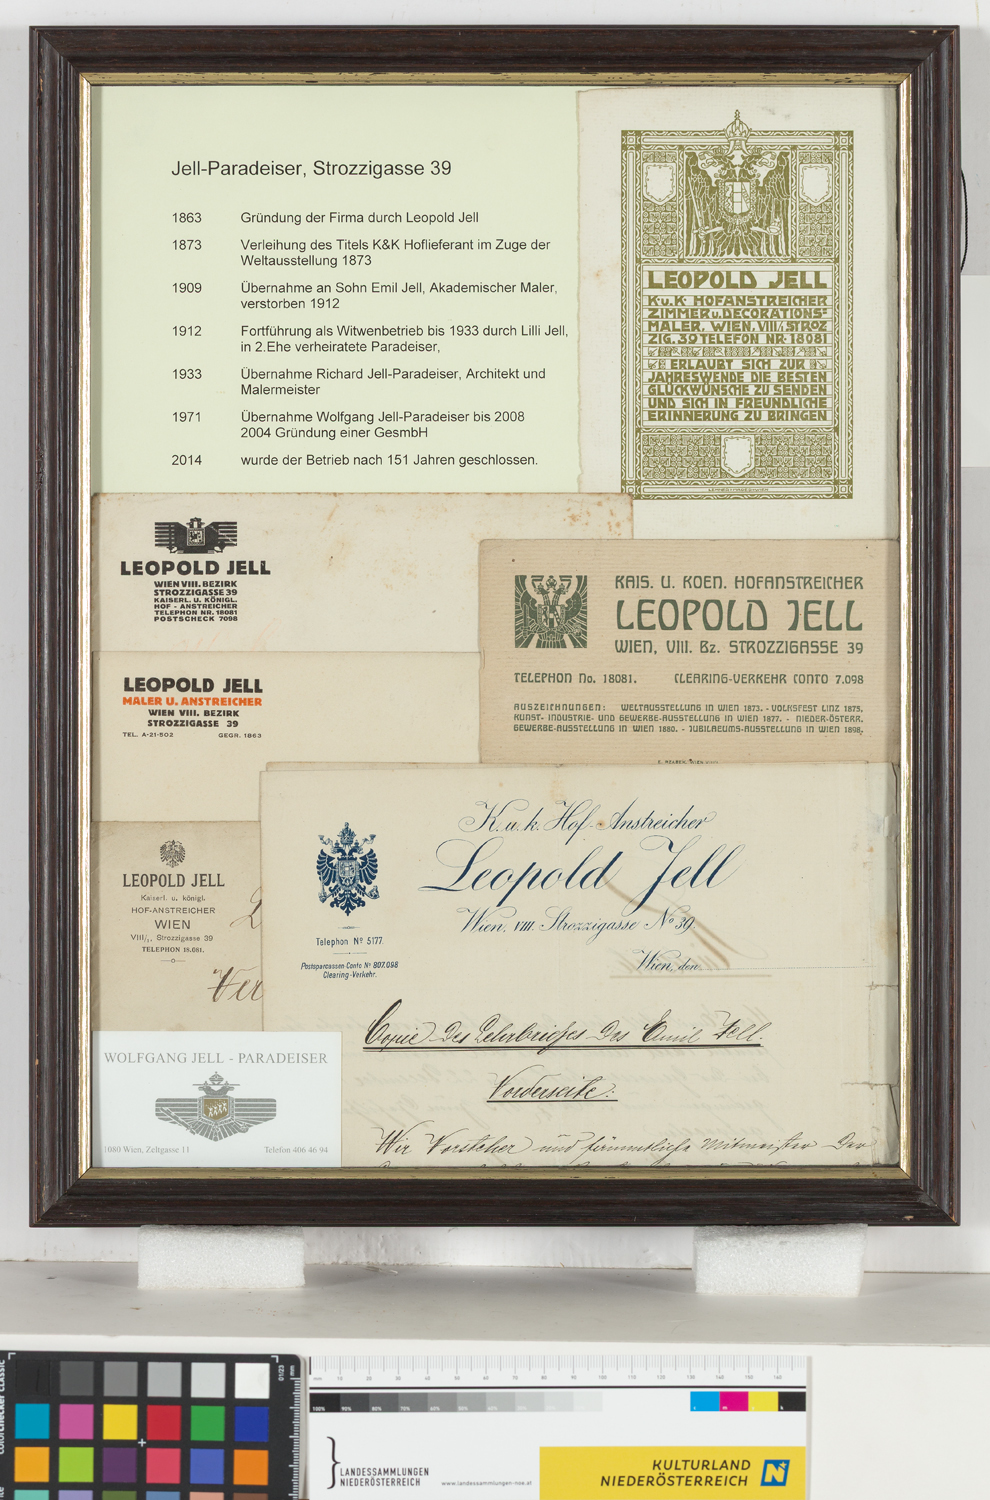 Jell-Paradeiser, Strozzigasse 39
1863 Gründung der Firma durch Leopold Jell
1873 Verleihung des Titels K&K Hoflieferant im Zuge der
Weltausstellung 1873
1909 Übernahme an Sohn Emil Jell, Akademischer Maler,
verstorben 1912
1912 Fortführung als Witwenbetrieb bis 1933 durch Lilli Jell,
in 2.Ehe verheiratete Paradeiser,
1933 Übernahme Richard Jell-Paradeiser, Architekt und
Malermeister
1971 Übernahme Wolfgang Jell-Paradeiser bis 2008
2004 Gründung einer GesmbH
2014 wurde der Betrieb nach 151 Jahren geschlossen.
LEOPOLD JELL
K.u.K. HOFANSTREICHER
ZIMMER u. DECORATIONS=
MALER, WIEN, VIII/1 STROZ
ZIG. 39 TELEFON NR. 18081
ERLAUBT SICH ZUR
JAHRESWENDE DIE BESTEN
GLÜCKWÜNSCHE ZU SENDEN
UND SICH IN FREUNDLICHE
ERINNERUNG ZU BRINGEN
LEOPOLD JELL
WIEN VIII. BEZIRK
STROZZIGASSE 39
KAISERL. U. KÖNIGL.
HOF - ANSTREICHER
TELEPHON NR. 18081
POSTSCHECK 7098
KAIS. U. KOEN. HOFANSTREICHER
LEOPOLD JELL
WIEN, VIII. Bz. STROZZIGASSE 39
TELEPHON No. 18081. CLEARING-VERKEHR CONTO 7.098
AUSZEICHNUNGEN: WELTAUSSTELLUNG IN WIEN 1873. - VOLKSFEST LINZ 1875,
KUNST- INDUSTRIE- UND GEWERBE-AUSSTELLUNG IN WIEN 1877. - NIEDER-ÖSTERR.
GEWERBE-AUSSTELLUNG IN WIEN 1880. - JUBILAEUMS-AUSSTELLUNG IN WIEN 1898.
LEOPOLD JELL
MALER U. ANSTREICHER
WIEN VIII. BEZIRK
STROZZIGASSE 39
TEL. A-21-502 GEGR. 1863
LEOPOLD JELL
Kaiserl. u. königl.
HOF-ANSTREICHER
WIEN
VIII/1, Strozzigasse 39
TELEPHON 18.081.
Ver
K. u. k. Hof-Anstreicher
Leopold Jell
Wien, VIII. Strozzigasse No 39.
Telephon No 5177.
Postsparcassen-Conto No 807.098
Clearing-Verkehr.
Wien, den
Copie des Lehrbriefes des Emil Jell.
Vorderseite:
Wir Vorsteher und sämmtliche Mitmeister der
WOLFGANG JELL - PARADEISER
1080 Wien, Zeltgasse 11 Telefon 406 46 94
LANDESSAMMLUNGEN
NIEDERÖSTERREICH
www.landessammlungen-noe.at
KULTURLAND
NIEDERÖSTERREICH
N